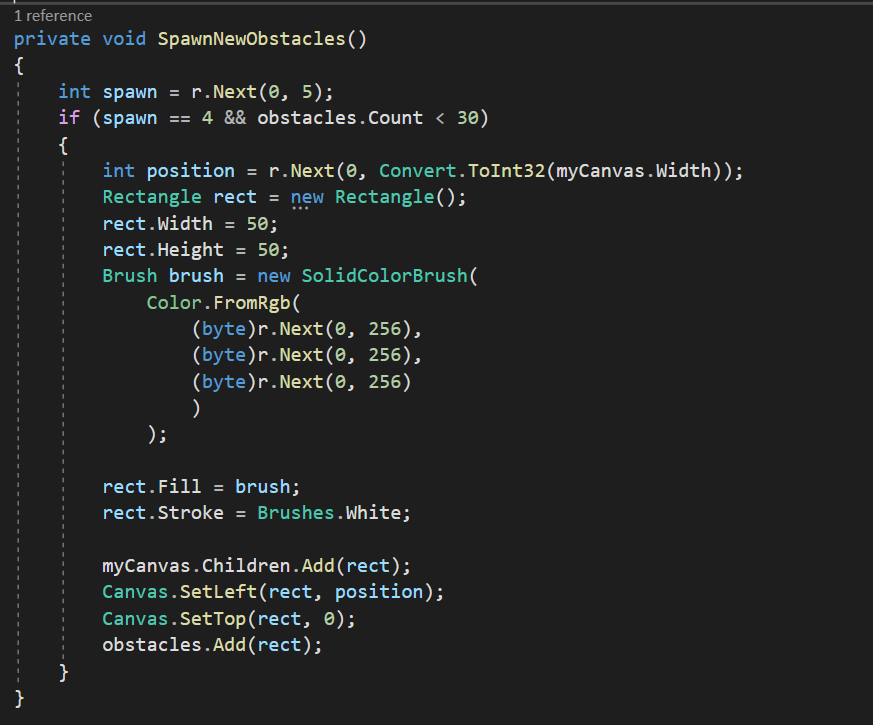 1 reference
private void SpawnNewObstacles()
{
    int spawn = r.Next(0, 5);
    if (spawn == 4 && obstacles.Count < 30)
    {
        int position = r.Next(0, Convert.ToInt32(myCanvas.Width));
        Rectangle rect = new Rectangle();
        rect.Width = 50;
        rect.Height = 50;
        Brush brush = new SolidColorBrush(
            Color.FromRgb(
                (byte)r.Next(0, 256),
                (byte)r.Next(0, 256),
                (byte)r.Next(0, 256)
                )
            );

        rect.Fill = brush;
        rect.Stroke = Brushes.White;

        myCanvas.Children.Add(rect);
        Canvas.SetLeft(rect, position);
        Canvas.SetTop(rect, 0);
        obstacles.Add(rect);
    }
}